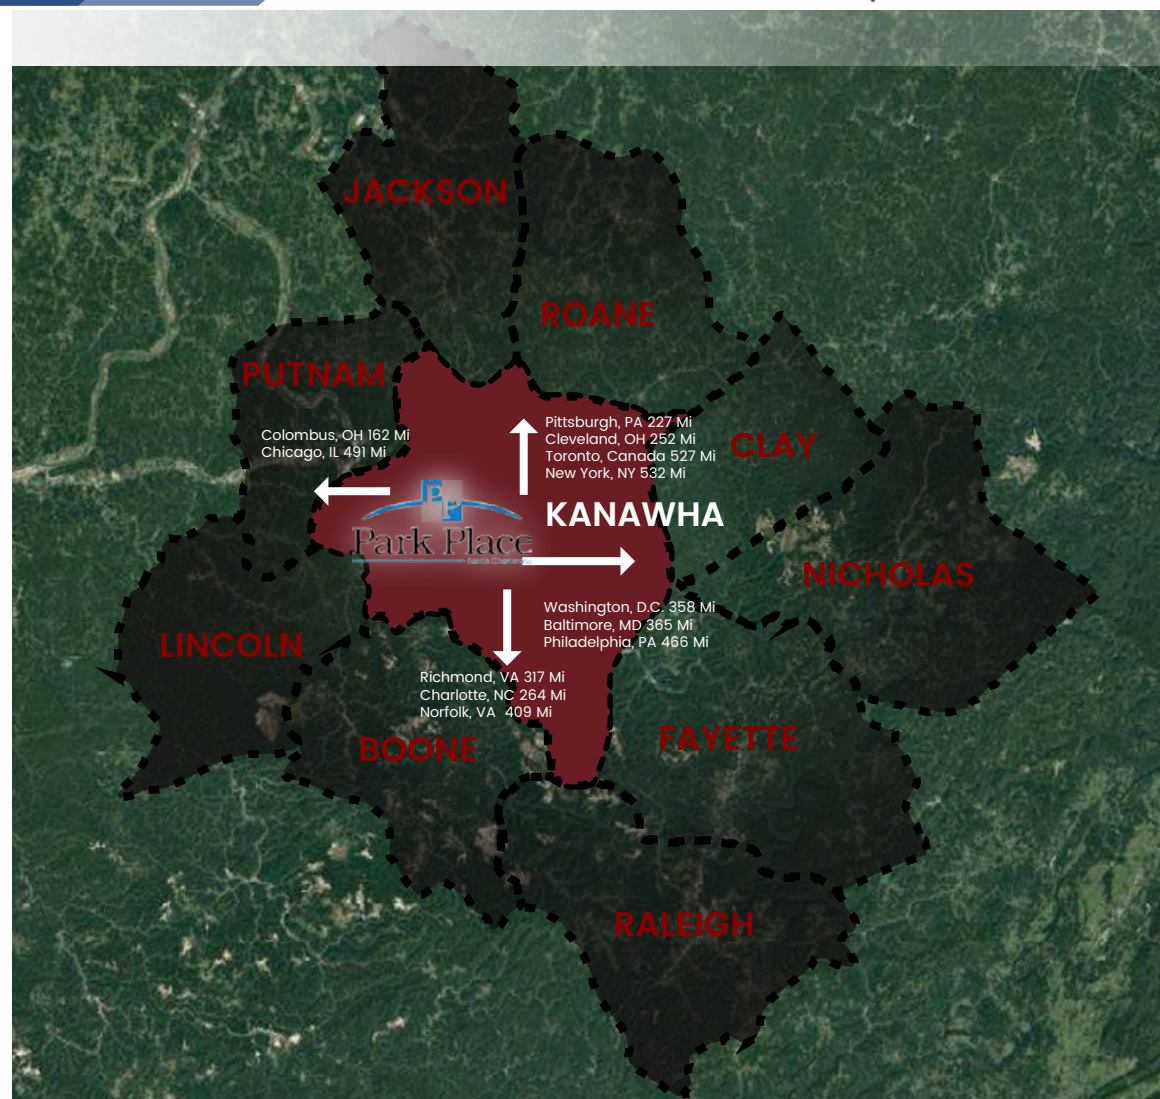 JACKSON
ROANE
PUTNAM
Colombus, OH 162 Mi
Chicago, IL 491 Mi
Pittsburgh, PA 227 Mi
Cleveland, OH 252 Mi
Toronto, Canada 527 Mi
New York, NY 532 Mi
CLAY
KANAWHA
Park Place
NICHOLAS
Washington, D.C. 358 Mi
Baltimore, MD 365 Mi
Philadelphia, PA 466 Mi
LINCOLN
Richmond, VA 317 Mi
Charlotte, NC 264 Mi
Norfolk, VA 409 Mi
BOONE
FAYETTE
RALEIGH